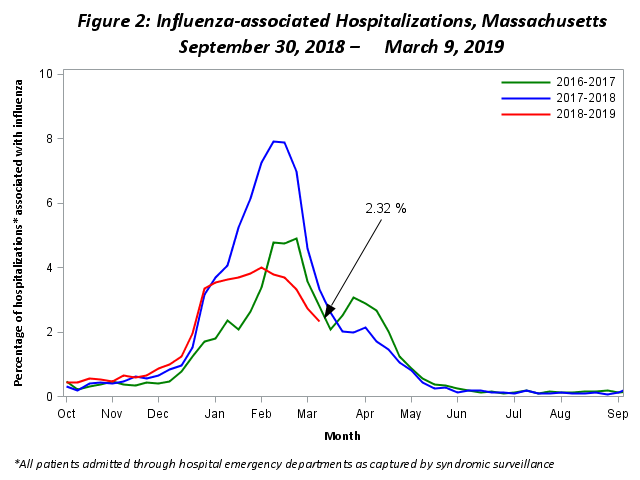 Figure 2: Influenza-associated Hospitalizations, Massachusetts
September 30, 2018 – March 9, 2019
Percentage of hospitalizations* associated with influenza
10
8
6
4
2
0
2016-2017
2017-2018
2018-2019
2.32 %
Oct Nov Dec Jan Feb Mar Apr May Jun Jul Aug Sep
Month
*All patients admitted through hospital emergency departments as captured by syndromic surveillance